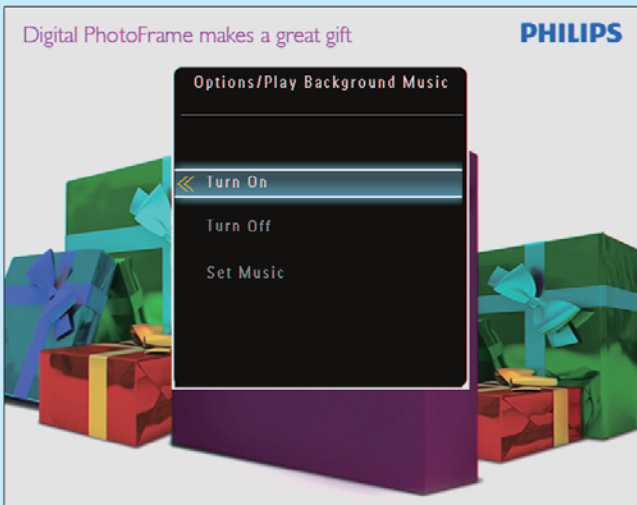 Digital PhotoFrame makes a great gift
PHILIPS
Options/Play Background Music
Turn On
Turn Off
Set Music